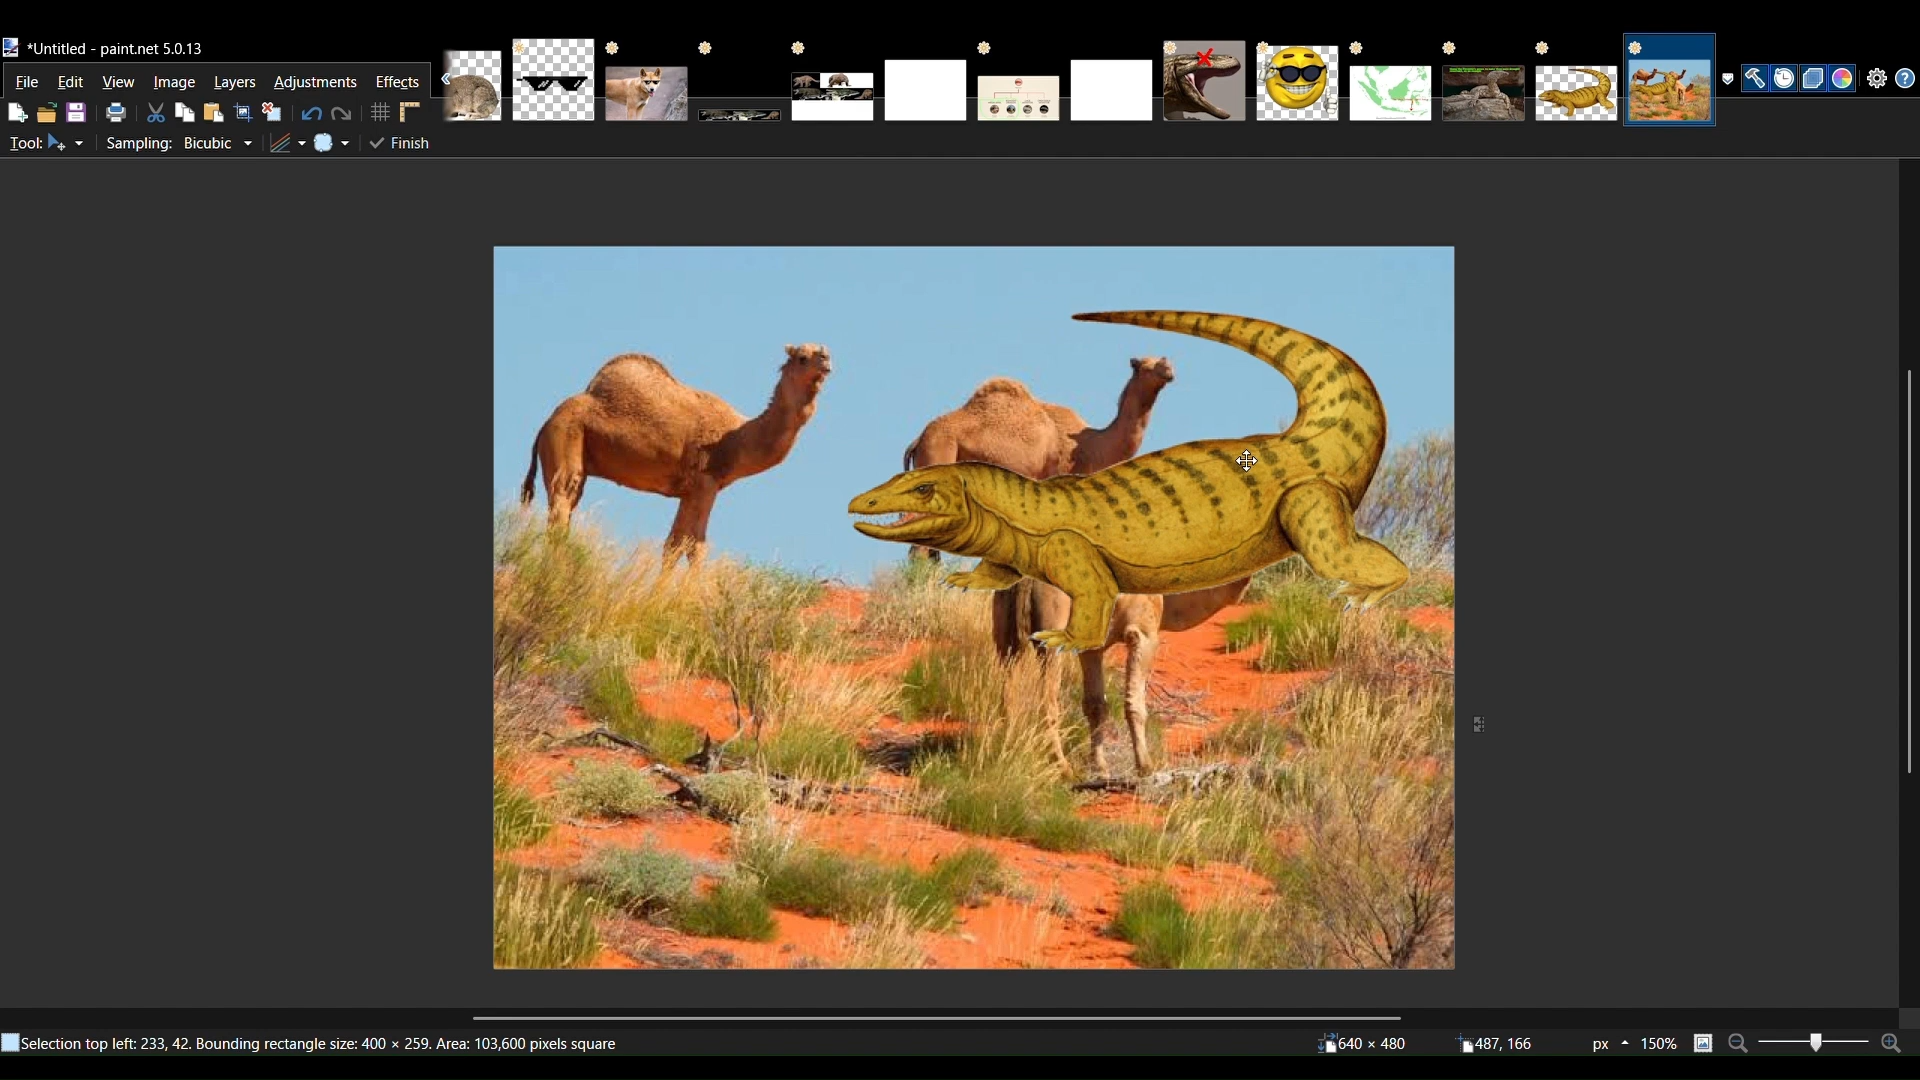 *Untitled - paint.net 5.0.13
File Edit View Image Layers Adjustments Effects
Tool: Sampling: Bicubic Finish
Selection top left: 233, 42. Bounding rectangle size: 400 × 259. Area: 103,600 pixels square 640 × 480 487, 166 px 150%